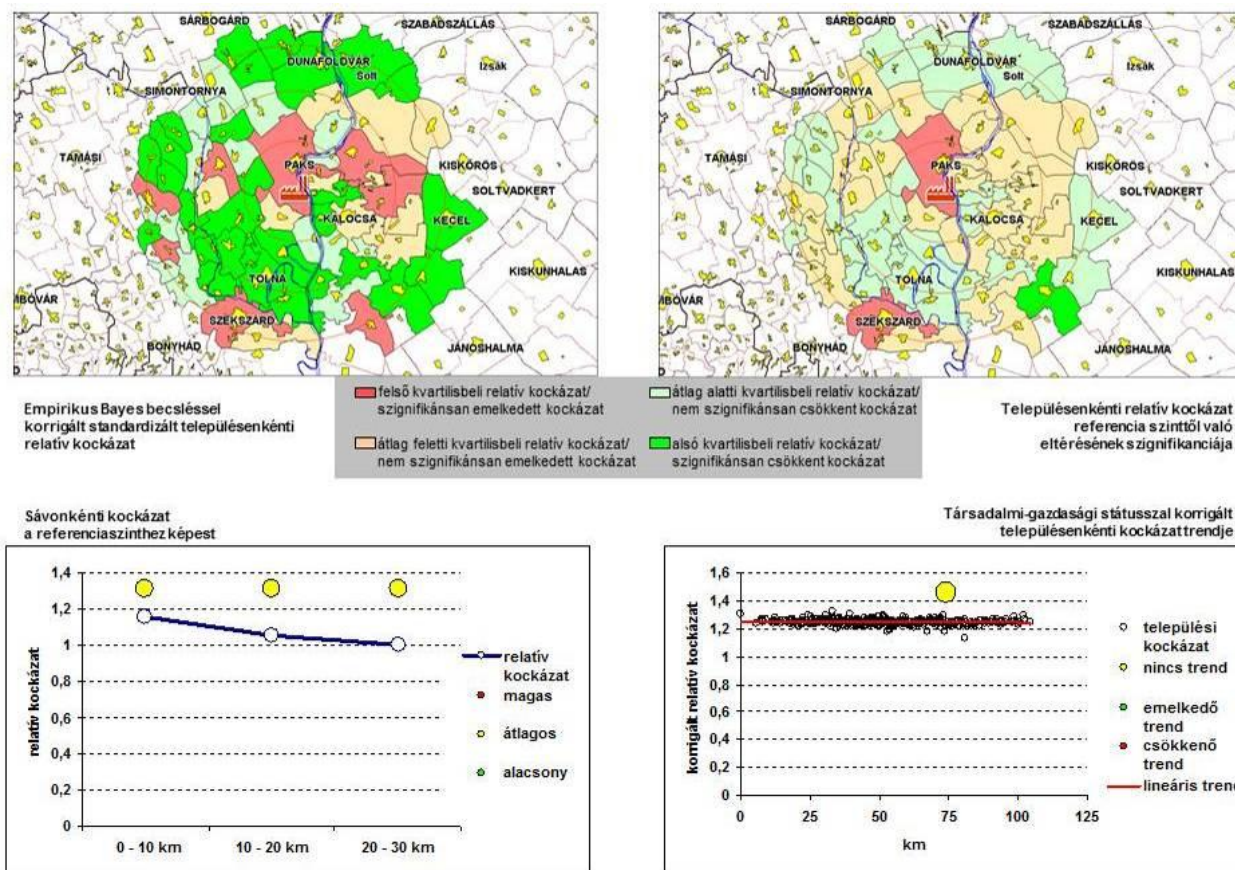 SÁRBOGÁRD
SZABADSZÁLLÁS
DUNAFÖLDVÁR
Izsák
Solt
SIMONTORNYA
TAMÁSI
PAKS
KISKŐRÖS
SOLTVADKERT
KALOCSA
KECEL
TOLNA
KISKUNHALAS
MBÓVÁR
SZEKSZÁRD
BONYHÁD
JÁNOSHALMA
SÁRBOGÁRD
SZABADSZÁLLÁS
DUNAFÖLDVÁR
Izsák
Solt
SIMONTORNYA
TAMÁSI
PAKS
KISKŐRÖS
SOLTVADKERT
KALOCSA
KECEL
TOLNA
KISKUNHALAS
MBÓVÁR
SZEKSZÁRD
BONYHÁD
JÁNOSHALMA
felső kvartilisbeli relatív kockázat/
szignifikánsan emelkedett kockázat
átlag alatti kvartilisbeli relatív kockázat/
nem szignifikánsan csökkent kockázat
átlag feletti kvartilisbeli relatív kockázat/
nem szignifikánsan emelkedett kockázat
alsó kvartilisbeli relatív kockázat/
szignifikánsan csökkent kockázat
Empirikus Bayes becsléssel
korrigált standardizált településenkénti
relatív kockázat
Településenkénti relatív kockázat
referencia szinttől való
eltérésének szignifikanciája
Sávonkénti kockázat
a referenciaszinthez képest
1,4
1,2
1
0,8
0,6
0,4
0,2
0
relatív kockázat
0 - 10 km
10 - 20 km
20 - 30 km
relatív
kockázat
magas
átlagos
alacsony
Társadalmi-gazdasági státusszal korrigált
településenkénti kockázat trendje
1,6
1,4
1,2
1
0,8
0,6
0,4
0,2
0
korrigált relatív kockázat
0
25
50
75
100
125
km
települési
kockázat
nincs trend
emelkedő
trend
csökkenő
trend
lineáris trend